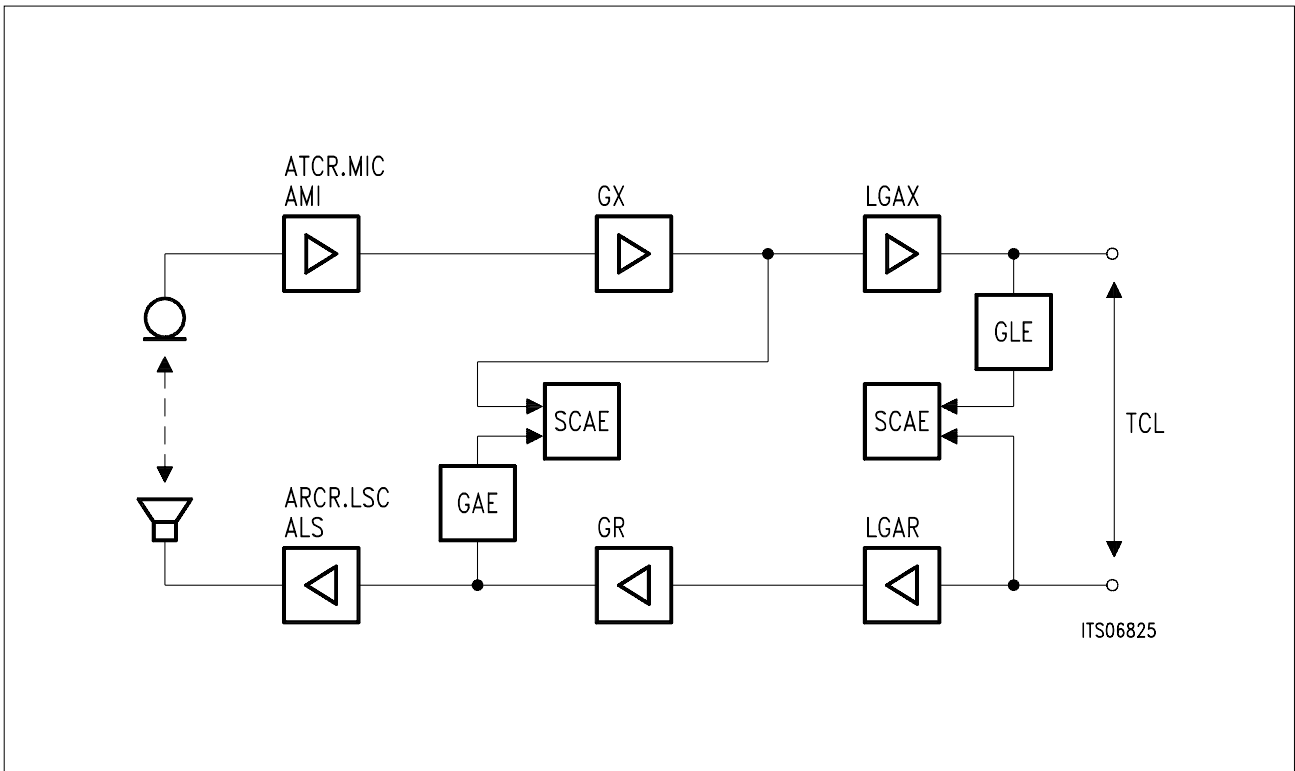 ATCR.MIC
AMI
GX
LGAX
GLE
SCAE
SCAE
TCL
GAE
ARCR.LSC
ALS
GR
LGAR
ITS06825